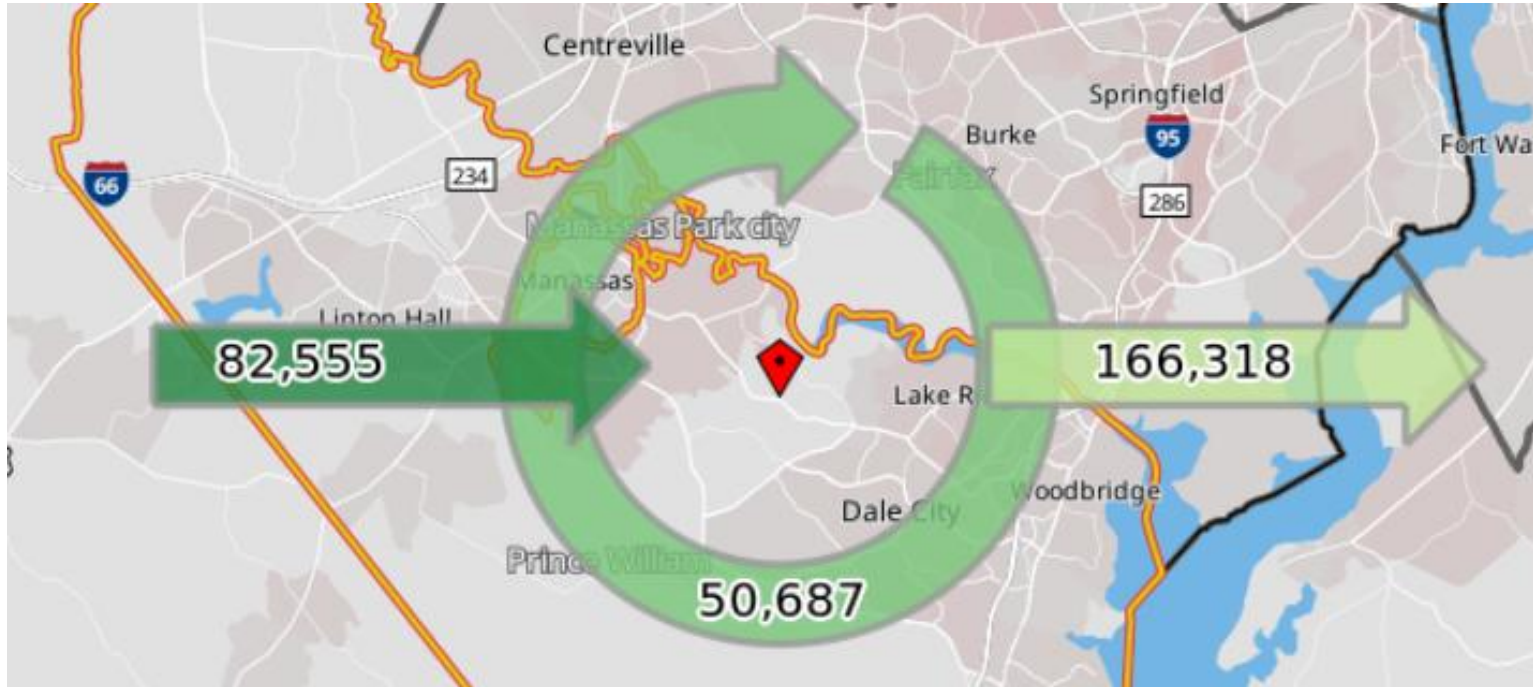 Centreville
Springfield
95
Burke
Fort Wa
234
66
Fairfax
286
Manassas Park city
Manassas
Linton Hall
82,555
166,318
Lake R
Woodbridge
Dale City
Prince William
50,687